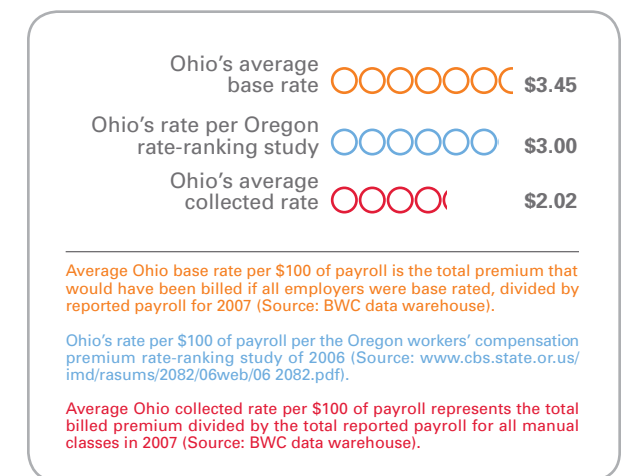 Ohio's average
base rate $3.45
Ohio's rate per Oregon
rate-ranking study $3.00
Ohio's average
collected rate $2.02
Average Ohio base rate per $100 of payroll is the total premium that
would have been billed if all employers were base rated, divided by
reported payroll for 2007 (Source: BWC data warehouse).
Ohio's rate per $100 of payroll per the Oregon workers' compensation
premium rate-ranking study of 2006 (Source: www.cbs.state.or.us/
imd/rasums/2082/06web/06 2082.pdf).
Average Ohio collected rate per $100 of payroll represents the total
billed premium divided by the total reported payroll for all manual
classes in 2007 (Source: BWC data warehouse).